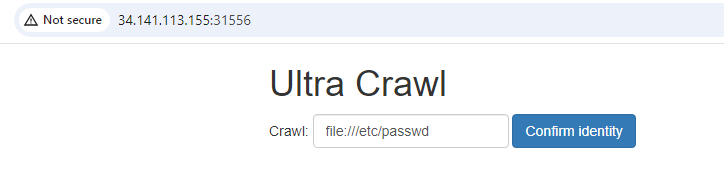 Not secure 34.141.113.155:31556
Ultra Crawl
Crawl: file:///etc/passwd Confirm identity